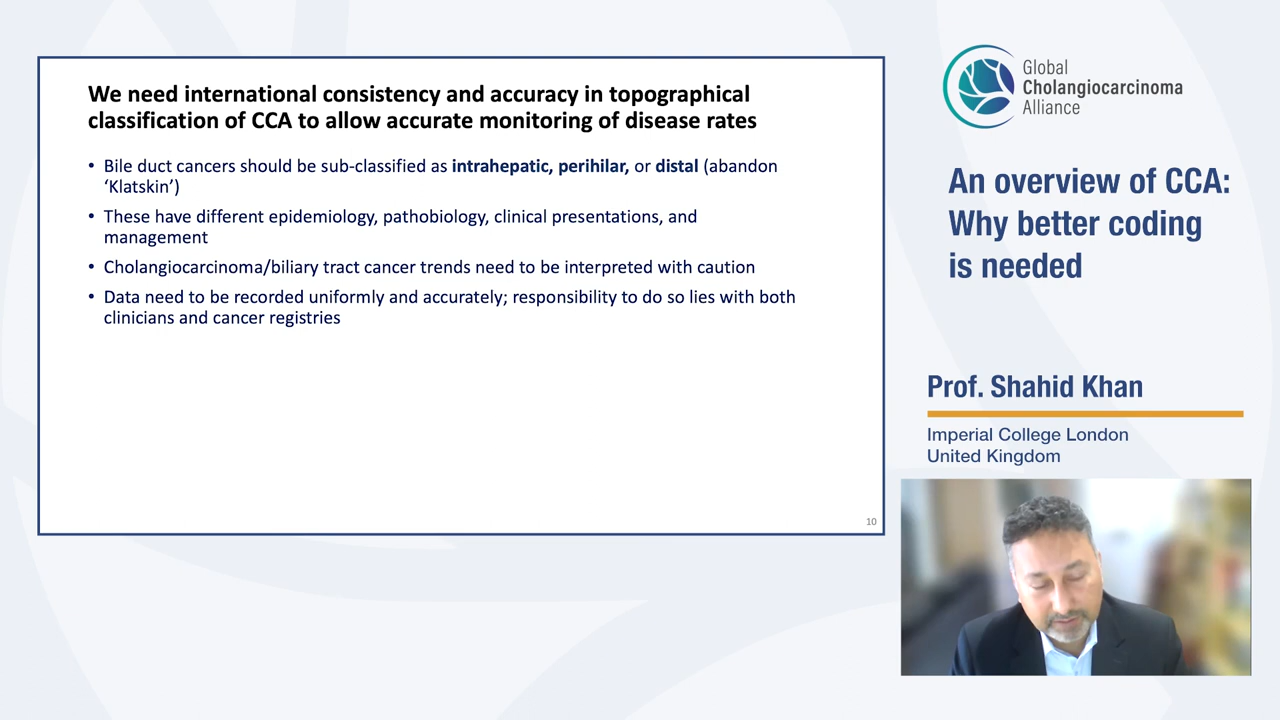 We need international consistency and accuracy in topographical
classification of CCA to allow accurate monitoring of disease rates
• Bile duct cancers should be sub-classified as intrahepatic, perihilar, or distal (abandon
‘Klatskin’)
• These have different epidemiology, pathobiology, clinical presentations, and
management
• Cholangiocarcinoma/biliary tract cancer trends need to be interpreted with caution
• Data need to be recorded uniformly and accurately; responsibility to do so lies with both
clinicians and cancer registries
10
Global
Cholangiocarcinoma
Alliance
An overview of CCA:
Why better coding
is needed
Prof. Shahid Khan
Imperial College London
United Kingdom